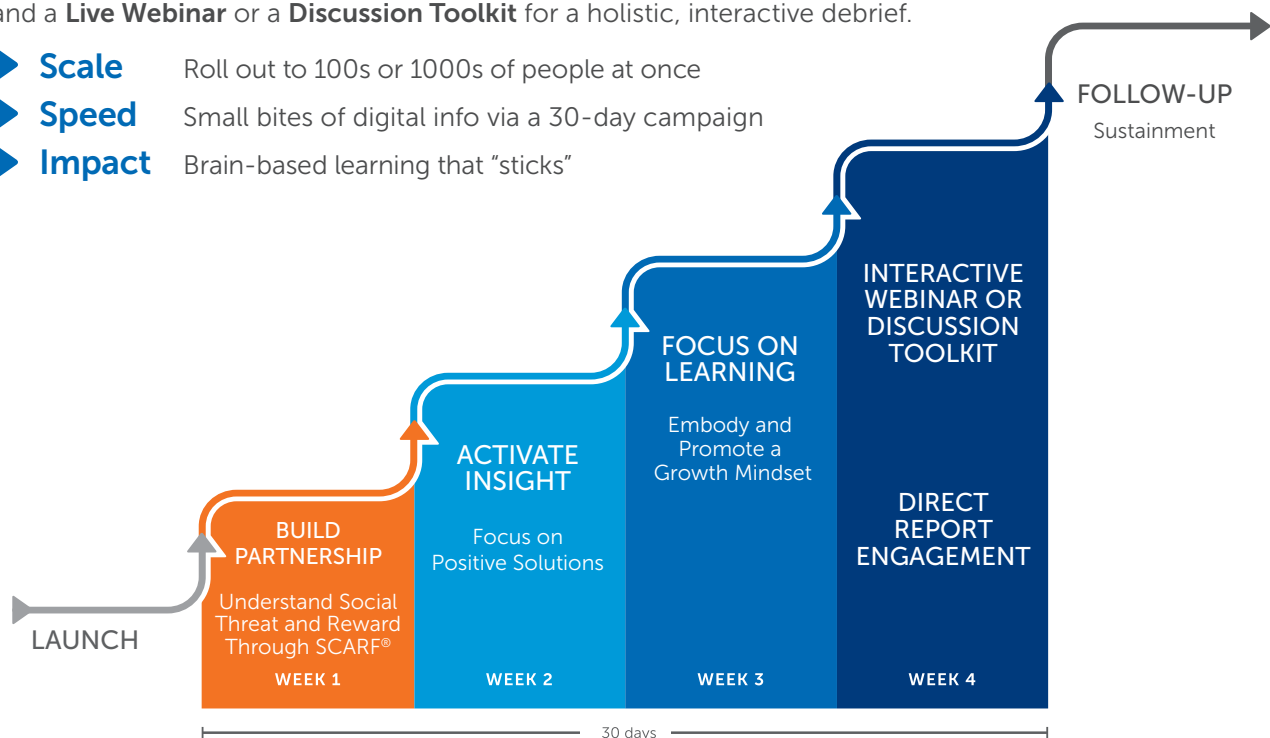 and a Live Webinar or a Discussion Toolkit for a holistic, interactive debrief.
Scale Roll out to 100s or 1000s of people at once
Speed Small bites of digital info via a 30-day campaign
Impact Brain-based learning that “sticks”
FOLLOW-UP
Sustainment
INTERACTIVE
WEBINAR OR
DISCUSSION
TOOLKIT
DIRECT
REPORT
ENGAGEMENT
WEEK 4
FOCUS ON
LEARNING
Embody and
Promote a
Growth Mindset
WEEK 3
ACTIVATE
INSIGHT
Focus on
Positive Solutions
WEEK 2
BUILD
PARTNERSHIP
Understand Social
Threat and Reward
Through SCARF®
WEEK 1
LAUNCH
30 days